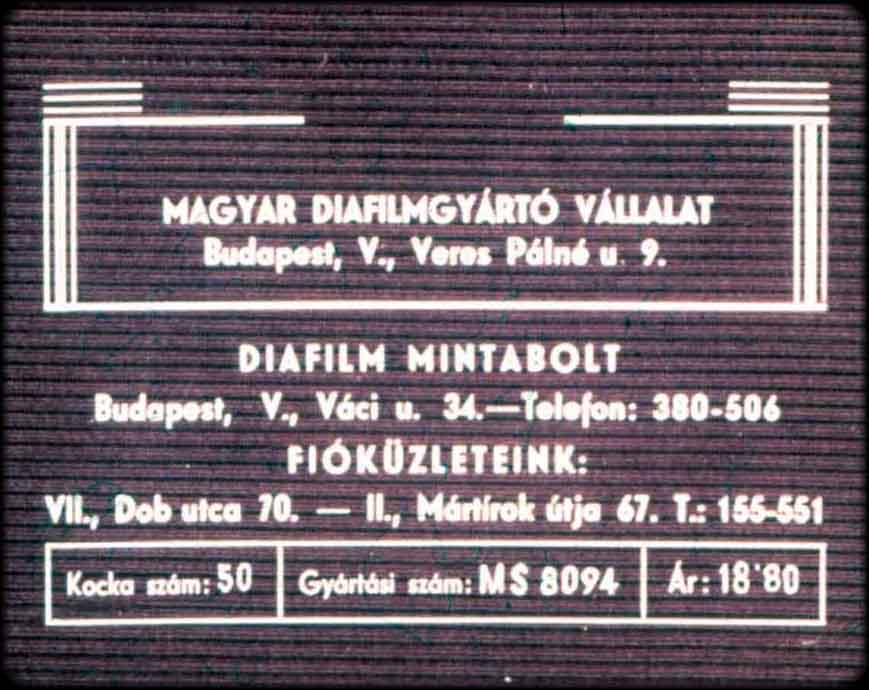 MAGYAR DIAFILMGYÁRTÓ VÁLLALAT
Budapest, V., Veres Pálné u. 9.
DIAFILM MINTABOLT
Budapest, V., Váci u. 34.—Telefon: 380-506
FIÓKÜZLETEINK:
VII., Dob utca 70. — II., Mártírok útja 67. T.: 155-551
Kocka szám: 50 Gyártási szám: MS 8094 Ár: 18'80